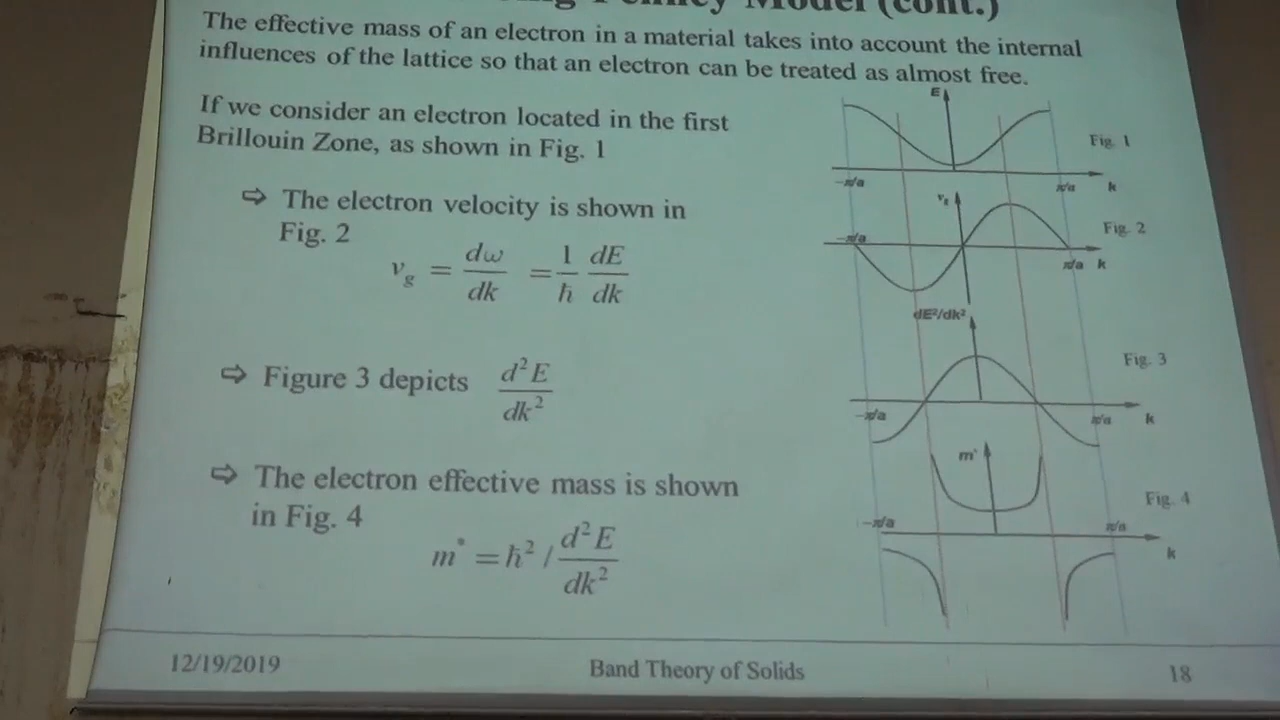 Model (cont.)
The effective mass of an electron in a material takes into account the internal
influences of the lattice so that an electron can be treated as almost free.
If we consider an electron located in the first
Brillouin Zone, as shown in Fig. 1
⇨ The electron velocity is shown in
Fig. 2
v_g = dω/dk = 1/ħ dE/dk
⇨ Figure 3 depicts d²E/dk²
⇨ The electron effective mass is shown
in Fig. 4
m* = ħ² / d²E/dk²
E
Fig. 1
-π/a
π/a
k
v_g
Fig. 2
-π/a
π/a
k
dE²/dk²
Fig. 3
-π/a
π/a
k
m*
Fig. 4
-π/a
π/a
k
12/19/2019
Band Theory of Solids
18